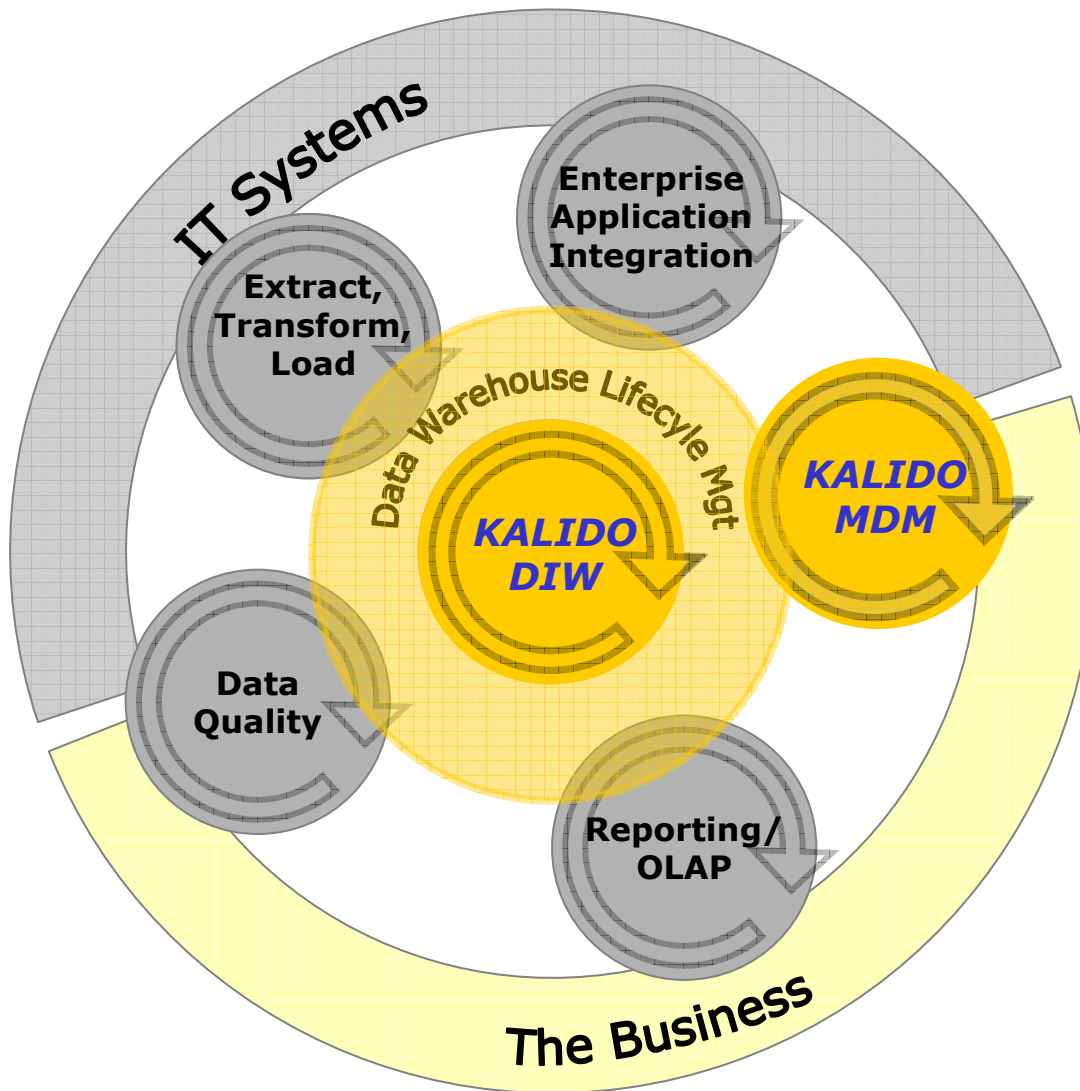 IT Systems
Enterprise
Application
Integration
Extract,
Transform,
Load
Data Warehouse Lifecyle Mgt
KALIDO
MDM
KALIDO
DIW
Data
Quality
Reporting/
OLAP
The Business